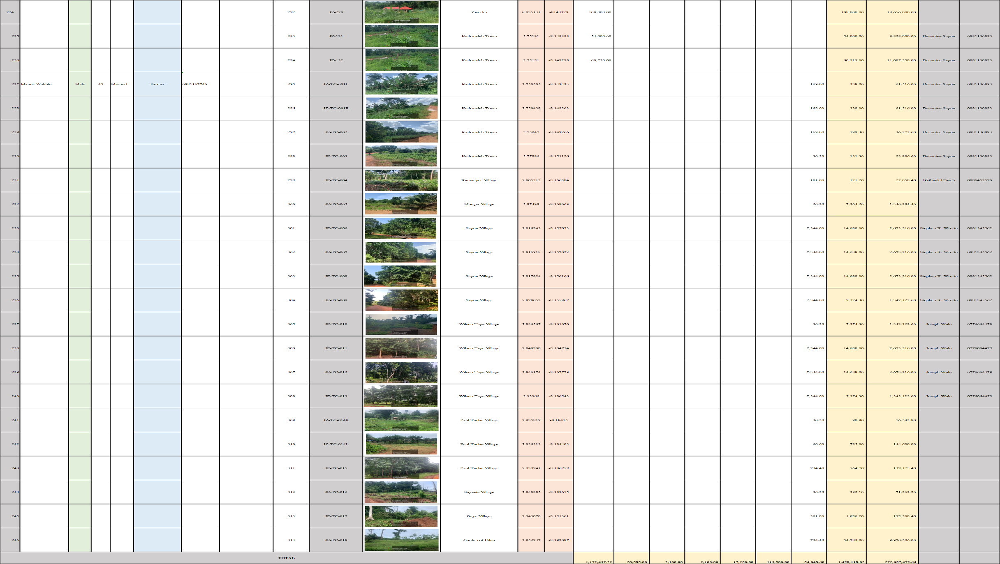 224 292 JZ-220 Zwedru 6.035131 -8143329 108,000.00 108,000.00 19,656,000.00
225 293 JZ-121 Karlorwleh Town 5.75191 -8.149298 54,000.00 54,000.00 9,828,000.00 Decontee Sayon 0881130893
226 294 JZ-132 Karlorwleh Town 5.75191 -8.149298 60,750.00 60,919.00 11,087,258.00 Decontee Sayon 0881130893
227 Mamie Wahblo Male 45 Married Farmer 0881167746 295 JZ-TC-001L Karlorwleh Town 5.750505 -8.149433 169.00 338.00 61,516.00 Decontee Sayon 0881130893
228 296 JZ-TC-001R Karlorwleh Town 5.750438 -8.149263 169.00 338.00 61,516.00 Decontee Sayon 0881130893
229 297 JZ-TC-002 Karlorwleh Town 5.75047 -8.149266 169.00 199.30 36,272.60 Decontee Sayon 0881130893
230 298 JZ-TC-003 Karlorwleh Town 5.77886 -8.151126 30.30 131.30 23,896.60 Decontee Sayon 0881130893
231 299 JZ-TC-004 Kamanyee Village 5.805212 -8.166584 101.00 121.20 22,058.40 Nathaniel Dweh 0886452576
232 300 JZ-TC-005 Monger Village 5.87498 -8.168069 20.20 7,364.20 1,340,284.40
233 301 JZ-TC-006 Sayon Village 5.816943 -8.157073 7,344.00 14,688.00 2,673,216.00 Stephen K. Wrotto 0881345562
234 302 JZ-TC-007 Sayon Village 5.816918 -8.157022 7,344.00 14,688.00 2,673,216.00 Stephen K. Wrotto 0881345562
235 303 JZ-TC-008 Sayon Village 5.817824 -8.156166 7,344.00 14,688.00 2,673,216.00 Stephen K. Wrotto 0881345562
236 304 JZ-TC-009 Sayon Village 5.878053 -8.155967 7,344.00 7,374.30 1,342,122.60 Stephen K. Wrotto 0881345562
237 305 JZ-TC-010 Wilson Taye Village 5.836567 -8.161076 30.30 7,374.30 1,342,122.60 Joseph Wulu 0776064479
238 306 JZ-TC-011 Wilson Taye Village 5.840968 -8.164754 7,344.00 14,688.00 2,673,216.00 Joseph Wulu 0776064479
239 307 JZ-TC-012 Wilson Taye Village 5.846174 -8.167779 7,344.00 14,688.00 2,673,216.00 Joseph Wulu 0776064479
240 308 JZ-TC-013 Wilson Taye Village 5.93966 -8.186543 7,344.00 7,374.30 1,342,122.60 Joseph Wulu 0776064479
241 309 JZ-TC-014R Paul Tarlue Village 5.935819 -8.18415 30.30 90.90 16,543.80
242 310 JZ-TC-014L Paul Tarlue Village 5.936313 -8.184403 60.60 795.00 144,690.00
243 311 JZ-TC-015 Paul Tarlue Village 5.939741 -8.186759 734.40 764.70 139,175.40
244 312 JZ-TC-016 Sayeeta Village 5.940385 -8.189615 30.30 392.10 71,362.20
245 313 JZ-TC-017 Gaye Village 5.943078 -8.191361 361.80 1,096.20 199,508.40
246 314 JZ-TC-018 Garden of Eden 5.952247 -8.192087 734.40 54,783.00 9,970,506.00
TOTAL 1,172,437.22 28,585.00 2,100.00 2,100.00 17,250.00 113,500.00 54,048.60 1,498,118.02 272,657,479.64